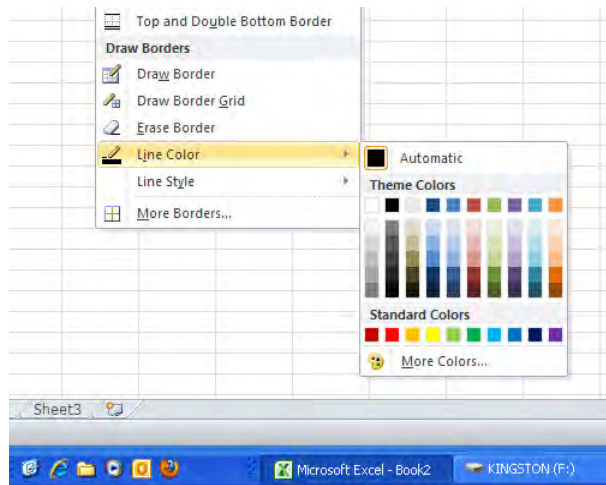 Top and Double Bottom Border
Draw Borders
Draw Border
Draw Border Grid
Erase Border
Line Color
Line Style
More Borders...
Automatic
Theme Colors
Standard Colors
More Colors...
Sheet3
Microsoft Excel - Book2
KINGSTON (F:)